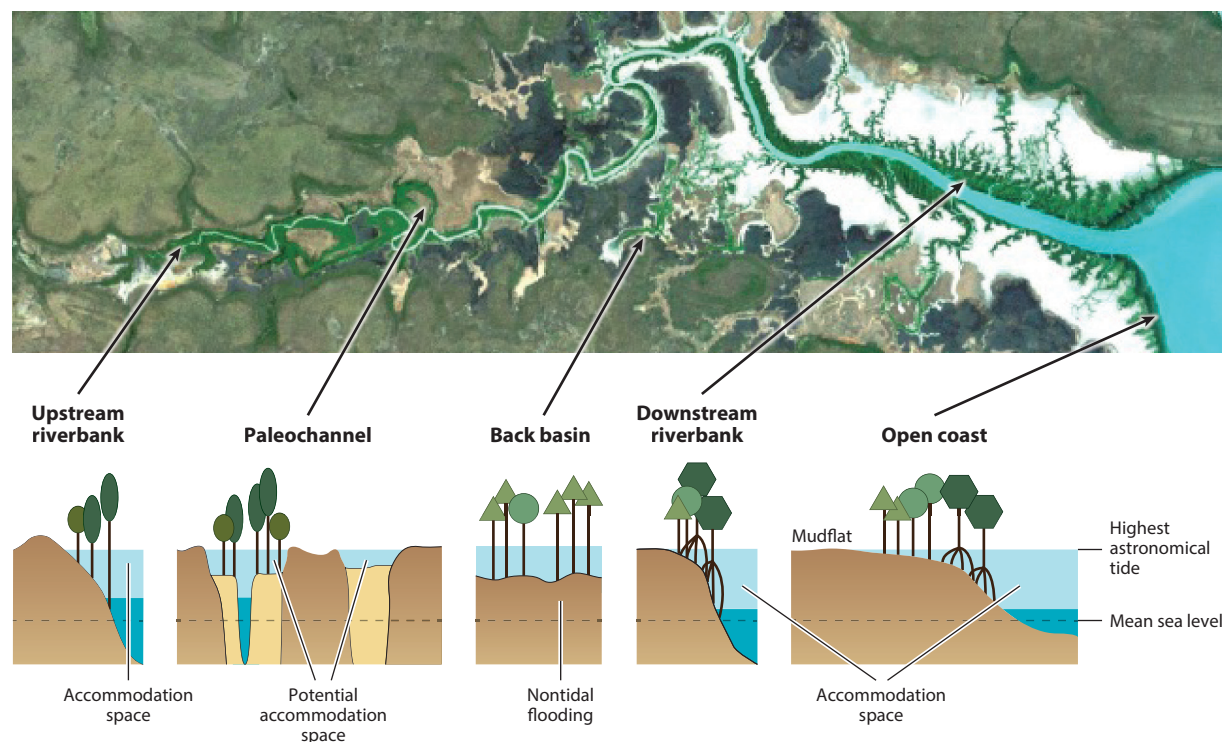 Upstream
riverbank
Paleochannel
Back basin
Downstream
riverbank
Open coast
Mudflat
Highest
astronomical
tide
Mean sea level
Accommodation
space
Potential
accommodation
space
Nontidal
flooding
Accommodation
space